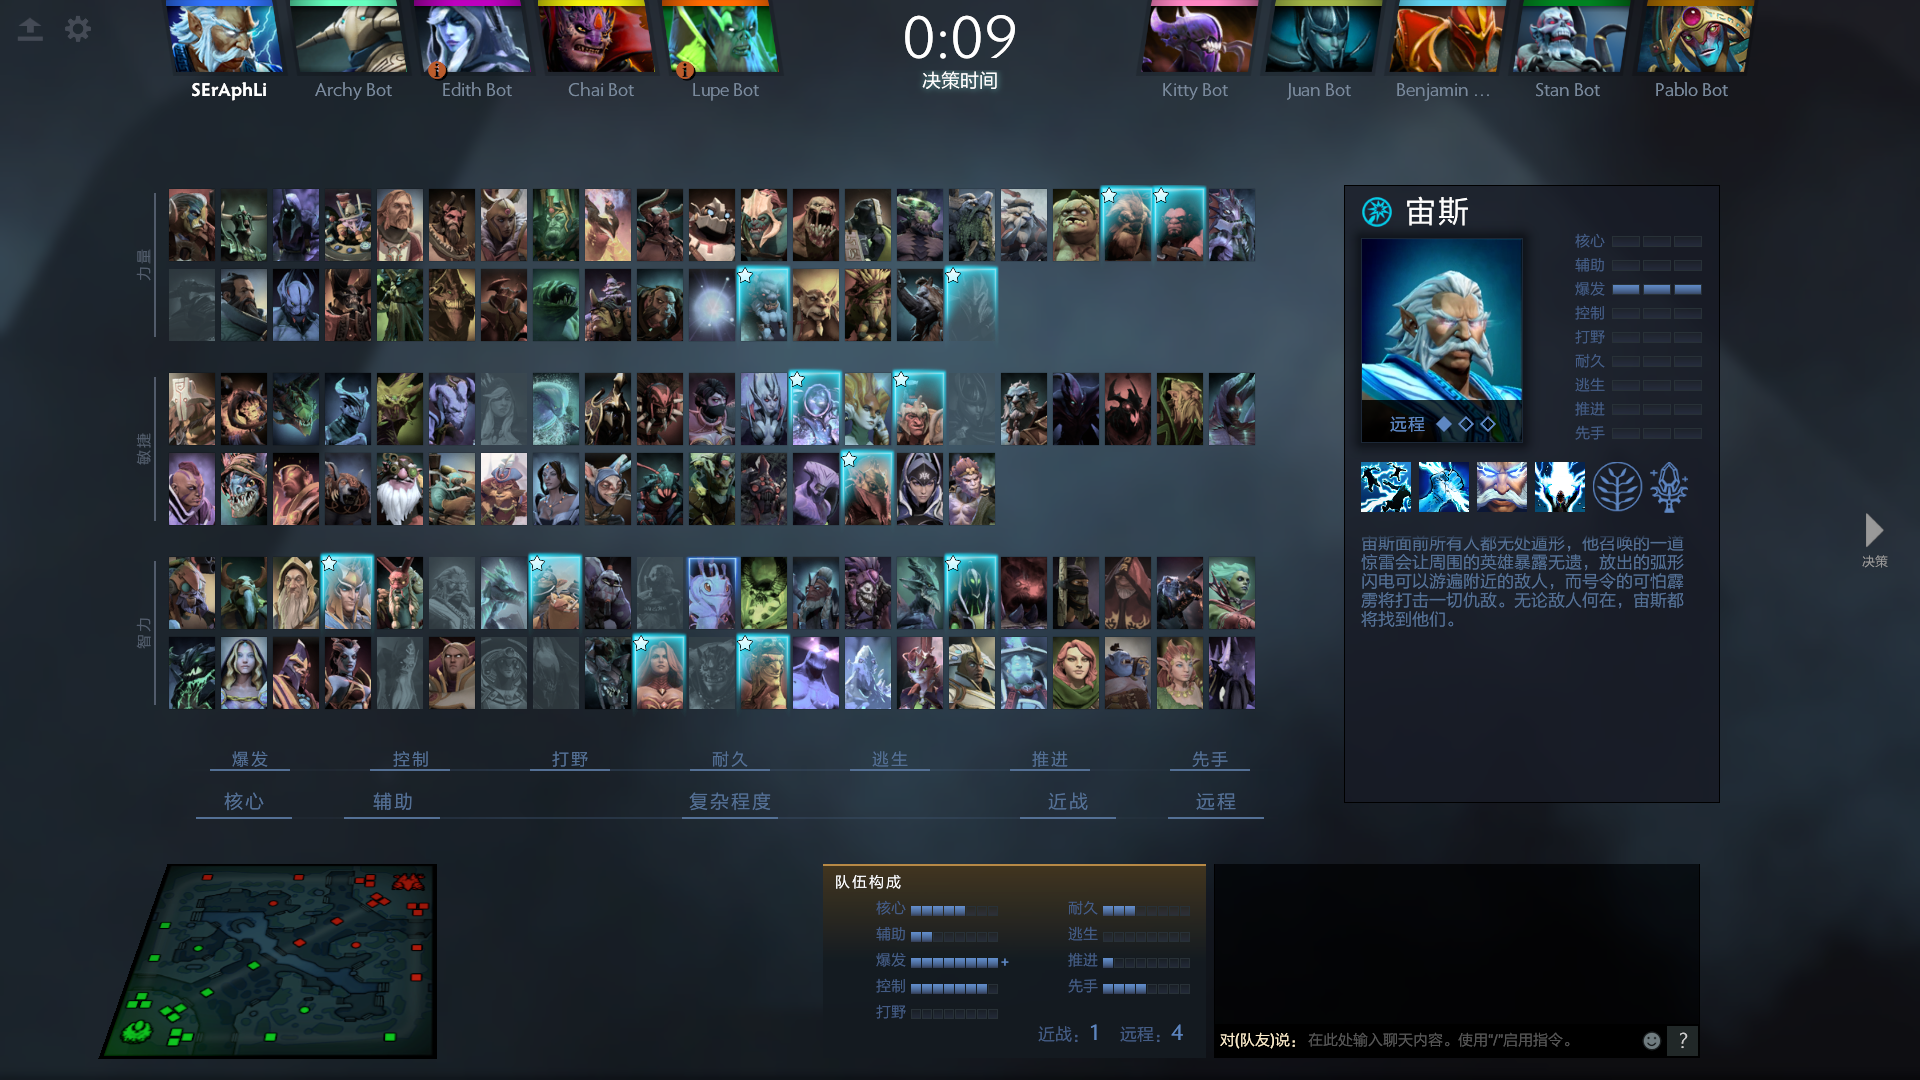 0:09
决策时间
SErAphLi
Archy Bot
Edith Bot
Chai Bot
Lupe Bot
Kitty Bot
Juan Bot
Benjamin ...
Stan Bot
Pablo Bot
力量
敏捷
智力
宙斯
核心
辅助
爆发
控制
打野
耐久
逃生
推进
先手
远程
宙斯面前所有人都无处遁形，他召唤的一道
惊雷会让周围的英雄暴露无遗，放出的弧形
闪电可以游遍附近的敌人，而号令的可怕霹
雳将打击一切仇敌。无论敌人何在，宙斯都
将找到他们。
决策
爆发 控制 打野 耐久 逃生 推进 先手
核心 辅助 复杂程度 近战 远程
队伍构成
核心 耐久
辅助 逃生
爆发 + 推进
控制 先手
打野
近战： 1 远程： 4
对(队友)说： 在此处输入聊天内容。使用"/"启用指令。
?